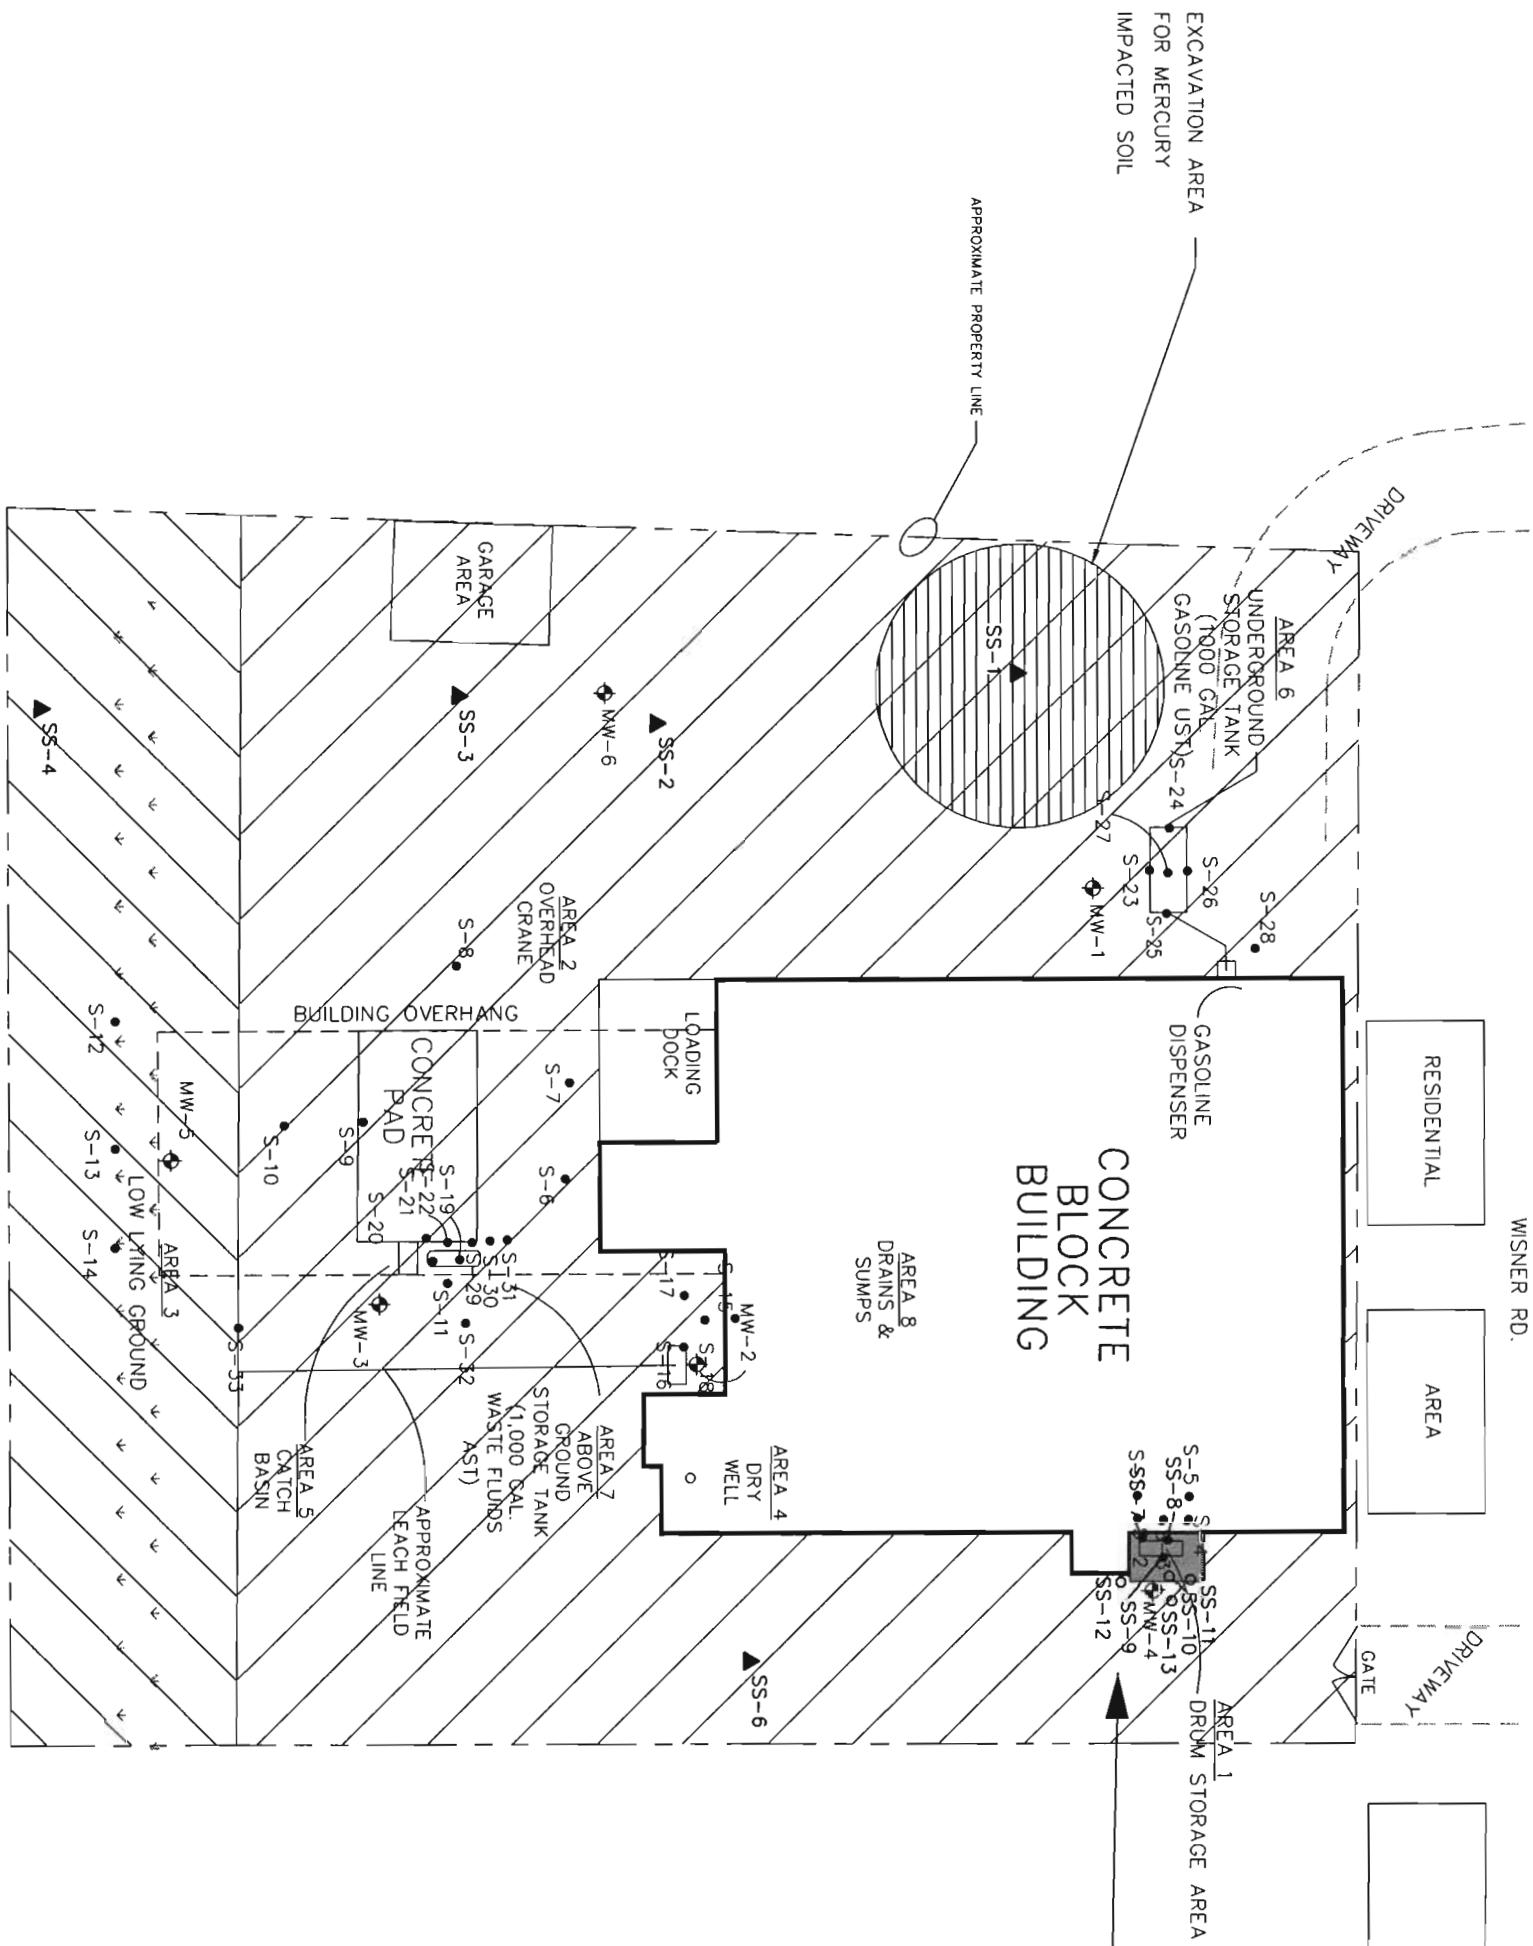 WISNER RD.
RESIDENTIAL
AREA
DRIVEWAY
DRIVEWAY
GATE
EXCAVATION AREA
FOR MERCURY
IMPACTED SOIL
APPROXIMATE PROPERTY LINE
AREA 6
UNDERGROUND
STORAGE TANK
(1000 GAL.
GASOLINE UST)
S-24
S-26
S-28
S-27
S-23
S-25
MW-1
SS-1
GASOLINE
DISPENSER
CONCRETE
BLOCK
BUILDING
AREA 8
DRAINS &
SUMPS
AREA 1
DRUM STORAGE AREA
S-5
SS-8
SS-7
SS-11
SS-10
SS-13
MW-4
SS-9
SS-12
SS-6
AREA 4
DRY
WELL
LOADING
DOCK
MW-2
S-15
S-17
S-18
S-16
SS-2
MW-6
SS-3
GARAGE
AREA
SS-4
AREA 2
OVERHEAD
CRANE
S-8
S-7
S-6
BUILDING OVERHANG
CONCRETE
PAD
S-19
S-22
S-21
S-20
S-9
S-10
S-31
S-30
S-29
S-11
S-32
MW-3
S-33
AREA 7
ABOVE
GROUND
STORAGE TANK
(1,000 GAL.
WASTE FLUIDS
AST)
APPROXIMATE
LEACH FIELD
LINE
AREA 5
CATCH
BASIN
MW-5
AREA 3
LOW LYING GROUND
S-12
S-13
S-14